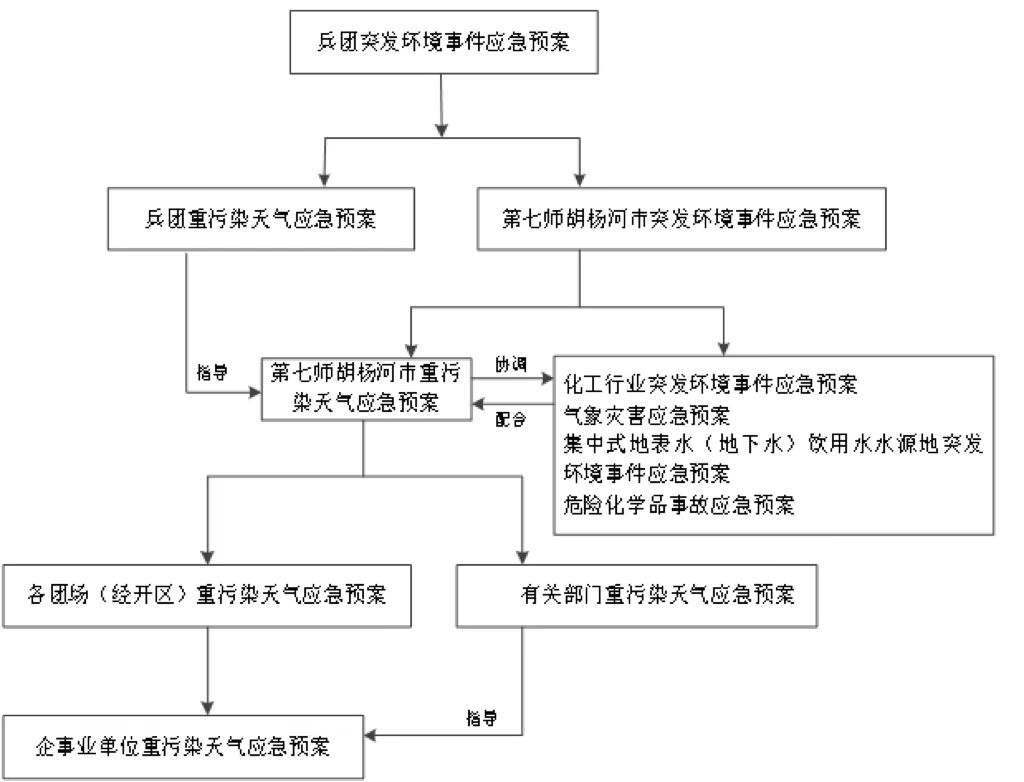 兵团突发环境事件应急预案
兵团重污染天气应急预案
第七师胡杨河市突发环境事件应急预案
指导
第七师胡杨河市重污
染天气应急预案
协调
配合
化工行业突发环境事件应急预案
气象灾害应急预案
集中式地表水（地下水）饮用水水源地突发
环境事件应急预案
危险化学品事故应急预案
各团场（经开区）重污染天气应急预案
有关部门重污染天气应急预案
指导
企事业单位重污染天气应急预案